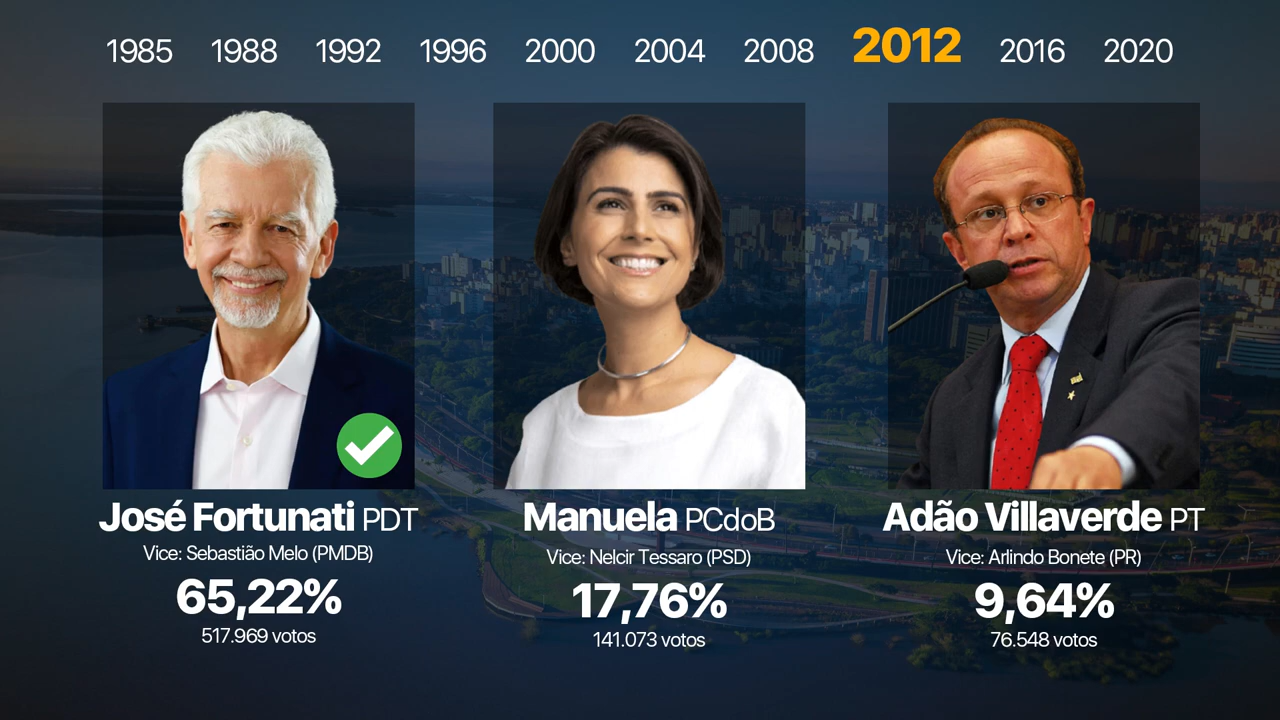 1985 1988 1992 1996 2000 2004 2008 2012 2016 2020
José Fortunati PDT
Vice: Sebastião Melo (PMDB)
65,22%
517.969 votos
Manuela PCdoB
Vice: Nelcir Tessaro (PSD)
17,76%
141.073 votos
Adão Villaverde PT
Vice: Arlindo Bonete (PR)
9,64%
76.548 votos